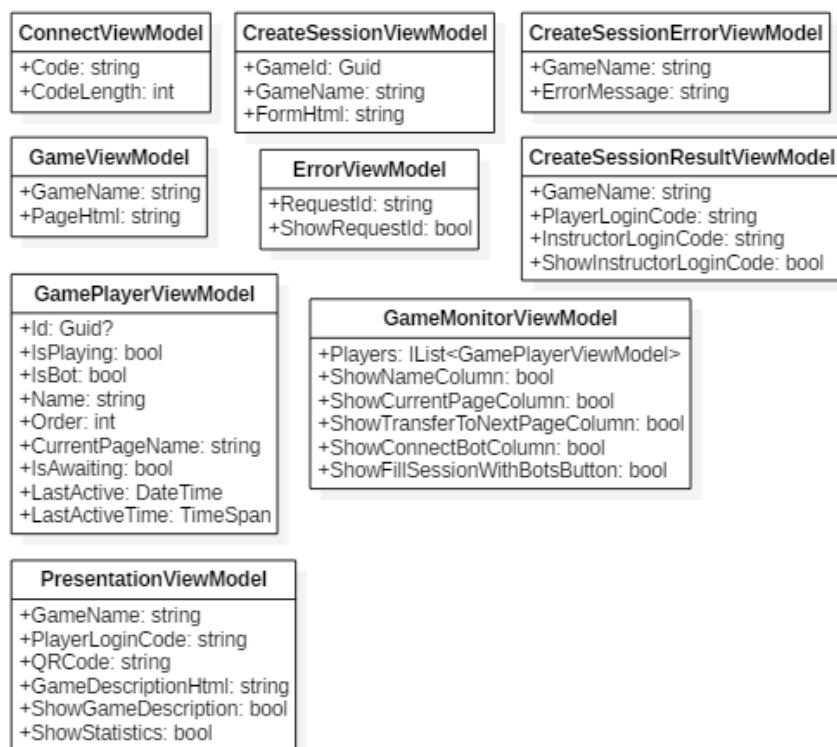 ConnectViewModel
+Code: string
+CodeLength: int
CreateSessionViewModel
+GameId: Guid
+GameName: string
+FormHtml: string
CreateSessionErrorViewModel
+GameName: string
+ErrorMessage: string
GameViewModel
+GameName: string
+PageHtml: string
ErrorViewModel
+RequestId: string
+ShowRequestId: bool
CreateSessionResultViewModel
+GameName: string
+PlayerLoginCode: string
+InstructorLoginCode: string
+ShowInstructorLoginCode: bool
GamePlayerViewModel
+Id: Guid?
+IsPlaying: bool
+IsBot: bool
+Name: string
+Order: int
+CurrentPageName: string
+IsAwaiting: bool
+LastActive: DateTime
+LastActiveTime: TimeSpan
GameMonitorViewModel
+Players: IList<GamePlayerViewModel>
+ShowNameColumn: bool
+ShowCurrentPageColumn: bool
+ShowTransferToNextPageColumn: bool
+ShowConnectBotColumn: bool
+ShowFillSessionWithBotsButton: bool
PresentationViewModel
+GameName: string
+PlayerLoginCode: string
+QRCode: string
+GameDescriptionHtml: string
+ShowGameDescription: bool
+ShowStatistics: bool